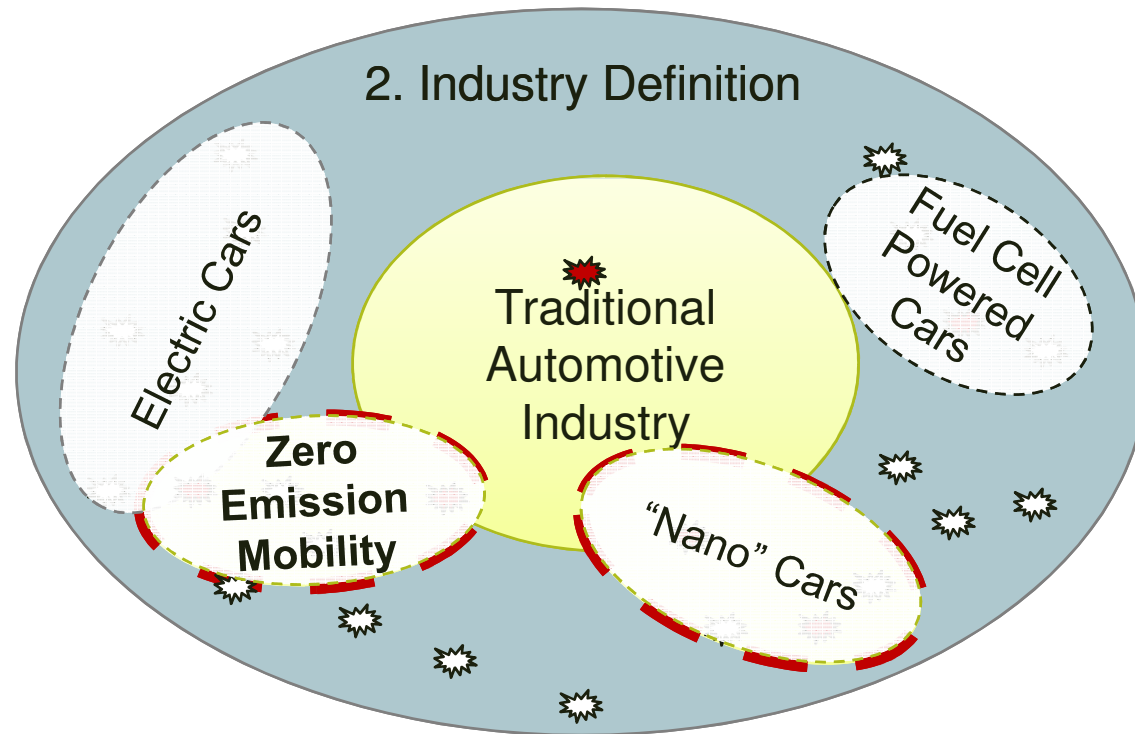 2. Industry Definition
Electric Cars
Fuel Cell
Powered
Cars
Traditional
Automotive
Industry
Zero
Emission
Mobility
“Nano” Cars